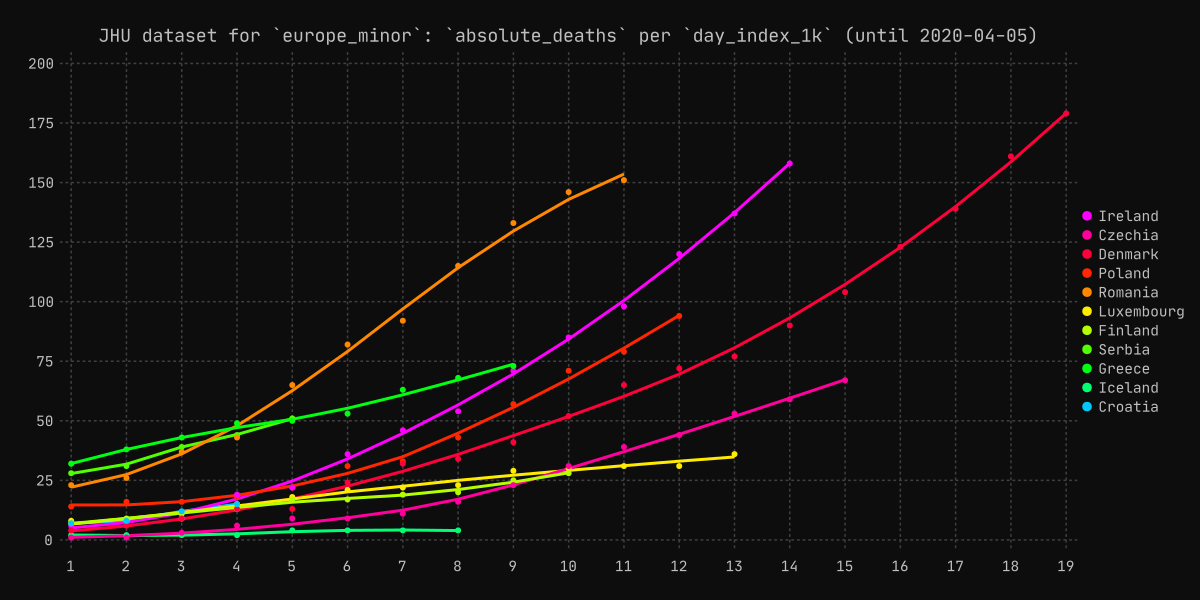 JHU dataset for `europe_minor`: `absolute_deaths` per `day_index_1k` (until 2020-04-05)
200
175
150
125
100
75
50
25
0
1 2 3 4 5 6 7 8 9 10 11 12 13 14 15 16 17 18 19
Ireland
Czechia
Denmark
Poland
Romania
Luxembourg
Finland
Serbia
Greece
Iceland
Croatia